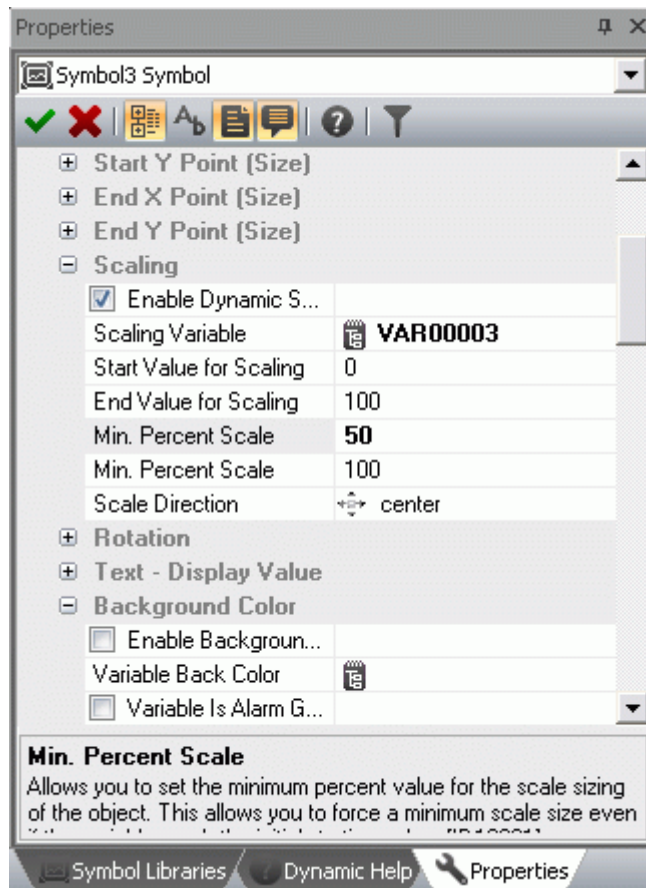 Properties
Symbol3 Symbol
Ab
Start Y Point (Size)
End X Point (Size)
End Y Point (Size)
Scaling
Enable Dynamic S...
Scaling Variable VAR00003
Start Value for Scaling 0
End Value for Scaling 100
Min. Percent Scale 50
Min. Percent Scale 100
Scale Direction center
Rotation
Text - Display Value
Background Color
Enable Backgroun...
Variable Back Color
Variable Is Alarm G...
Min. Percent Scale
Allows you to set the minimum percent value for the scale sizing
of the object. This allows you to force a minimum scale size even
Symbol Libraries Dynamic Help Properties